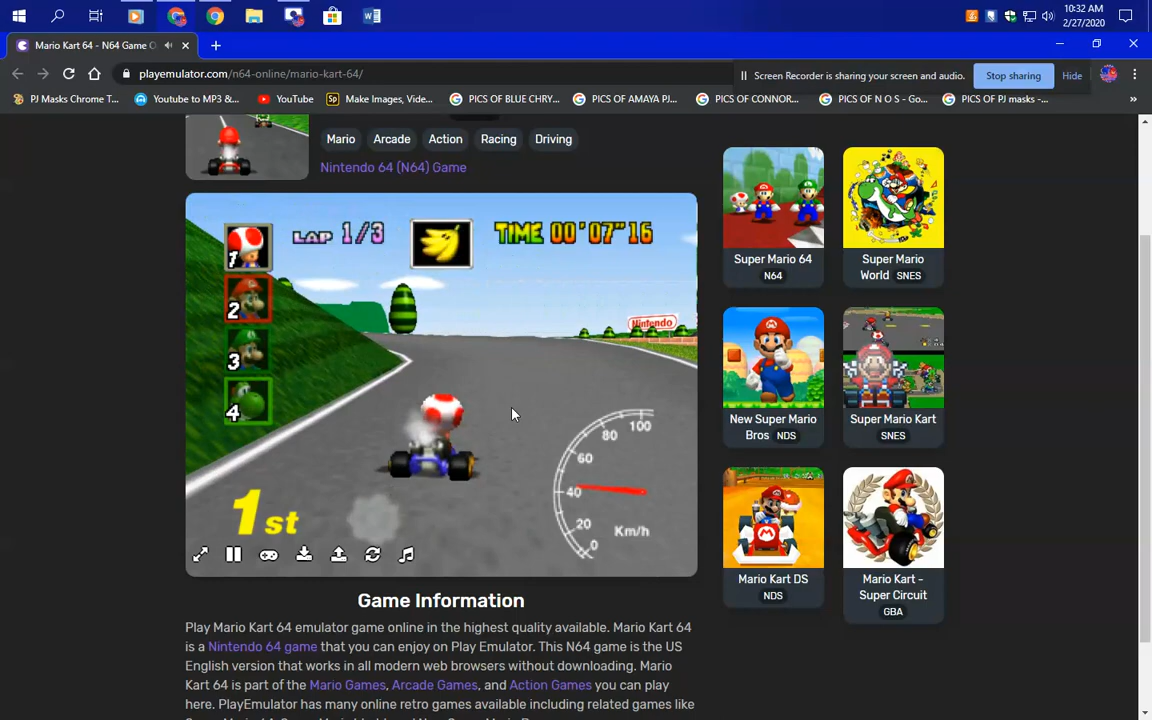 10:32 AM
2/27/2020
Mario Kart 64 - N64 Game O
playemulator.com/n64-online/mario-kart-64/
Screen Recorder is sharing your screen and audio.
Stop sharing
Hide
PJ Masks Chrome T...
Youtube to MP3 &...
YouTube
Sp
Make Images, Vide...
PICS OF BLUE CHRY...
PICS OF AMAYA PJ...
PICS OF CONNOR...
PICS OF N O S - Go...
PICS OF PJ masks -...
Mario
Arcade
Action
Racing
Driving
Nintendo 64 (N64) Game
LAP 1/3
TIME 00'07"16
1
2
3
4
Nintendo
100
80
60
40
20
0
Km/h
1st
Super Mario 64
N64
Super Mario
World SNES
New Super Mario
Bros NDS
Super Mario Kart
SNES
Mario Kart DS
NDS
Mario Kart -
Super Circuit
GBA
Game Information
Play Mario Kart 64 emulator game online in the highest quality available. Mario Kart 64
is a Nintendo 64 game that you can enjoy on Play Emulator. This N64 game is the US
English version that works in all modern web browsers without downloading. Mario
Kart 64 is part of the Mario Games, Arcade Games, and Action Games you can play
here. PlayEmulator has many online retro games available including related games like